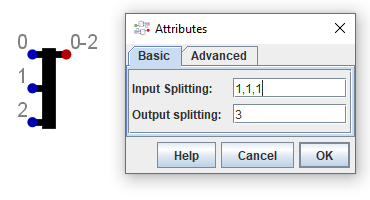 0 0-2
1
2
Attributes
Basic Advanced
Input Splitting: 1,1,1
Output splitting: 3
Help Cancel OK